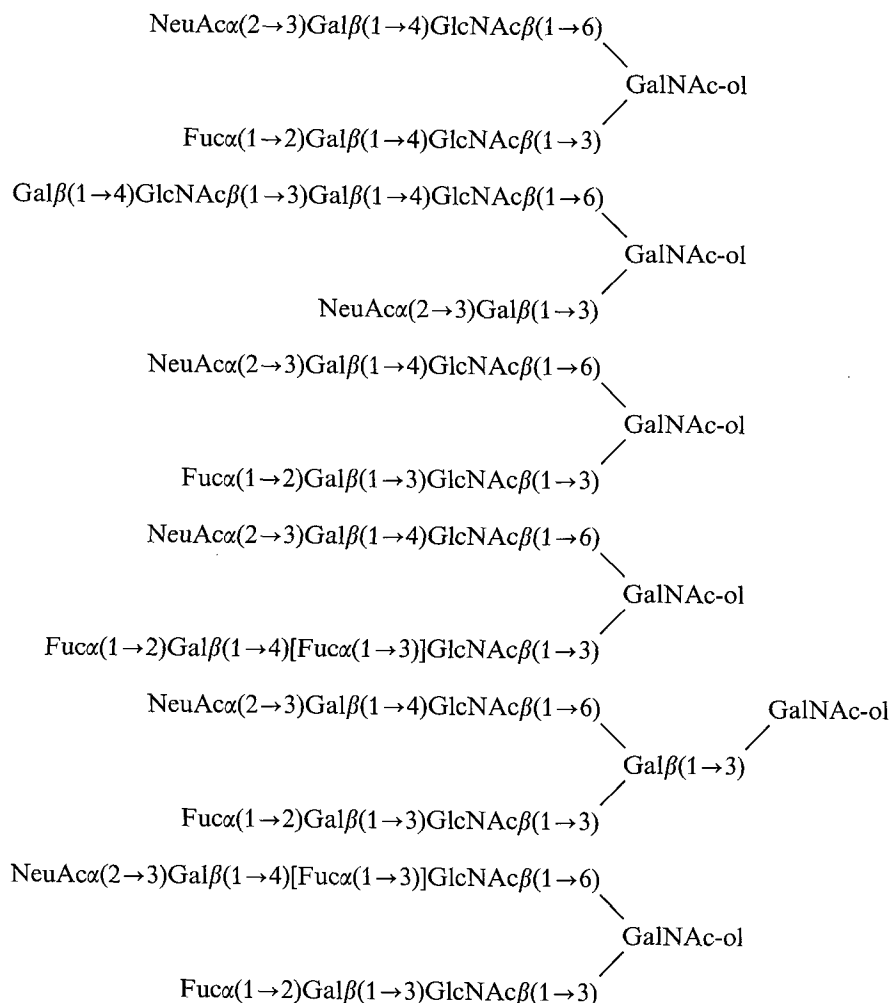 NeuAcα(2→3)Galβ(1→4)GlcNAcβ(1→6)
GalNAc-ol
Fucα(1→2)Galβ(1→4)GlcNAcβ(1→3)
Galβ(1→4)GlcNAcβ(1→3)Galβ(1→4)GlcNAcβ(1→6)
GalNAc-ol
NeuAcα(2→3)Galβ(1→3)
NeuAcα(2→3)Galβ(1→4)GlcNAcβ(1→6)
GalNAc-ol
Fucα(1→2)Galβ(1→3)GlcNAcβ(1→3)
NeuAcα(2→3)Galβ(1→4)GlcNAcβ(1→6)
GalNAc-ol
Fucα(1→2)Galβ(1→4)[Fucα(1→3)]GlcNAcβ(1→3)
NeuAcα(2→3)Galβ(1→4)GlcNAcβ(1→6)
GalNAc-ol
Galβ(1→3)
Fucα(1→2)Galβ(1→3)GlcNAcβ(1→3)
NeuAcα(2→3)Galβ(1→4)[Fucα(1→3)]GlcNAcβ(1→6)
GalNAc-ol
Fucα(1→2)Galβ(1→3)GlcNAcβ(1→3)